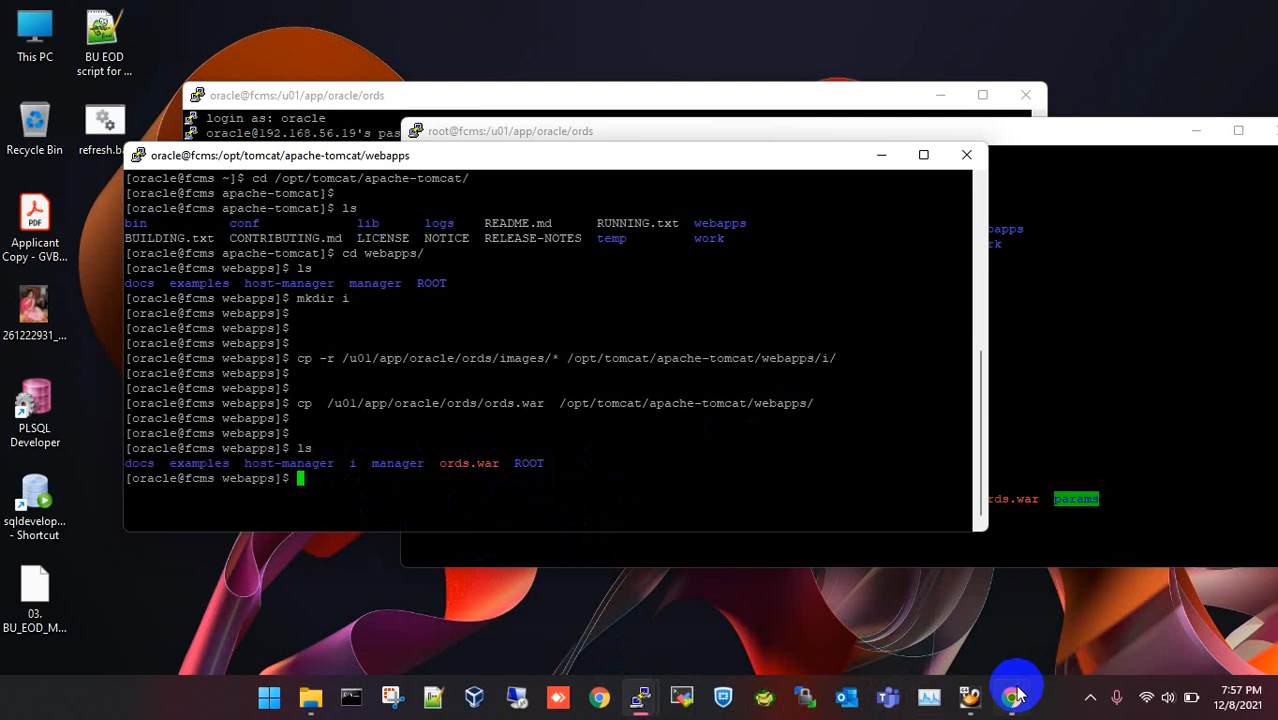 This PC
BU EOD
script for ...
Recycle Bin
refresh.ba
Applicant
Copy - GVB...
261222931_...
PLSQL
Developer
sqldevelop...
- Shortcut
03.
BU_EOD_M...
oracle@fcms:/u01/app/oracle/ords
login as: oracle
oracle@192.168.56.19's pas
root@fcms:/u01/app/oracle/ords
oracle@fcms:/opt/tomcat/apache-tomcat/webapps
[oracle@fcms ~]$ cd /opt/tomcat/apache-tomcat/
[oracle@fcms apache-tomcat]$
[oracle@fcms apache-tomcat]$ ls
bin conf lib logs README.md RUNNING.txt webapps
BUILDING.txt CONTRIBUTING.md LICENSE NOTICE RELEASE-NOTES temp work
[oracle@fcms apache-tomcat]$ cd webapps/
[oracle@fcms webapps]$ ls
docs examples host-manager manager ROOT
[oracle@fcms webapps]$ mkdir i
[oracle@fcms webapps]$
[oracle@fcms webapps]$
[oracle@fcms webapps]$
[oracle@fcms webapps]$ cp -r /u01/app/oracle/ords/images/* /opt/tomcat/apache-tomcat/webapps/i/
[oracle@fcms webapps]$
[oracle@fcms webapps]$
[oracle@fcms webapps]$ cp /u01/app/oracle/ords/ords.war /opt/tomcat/apache-tomcat/webapps/
[oracle@fcms webapps]$
[oracle@fcms webapps]$
[oracle@fcms webapps]$ ls
docs examples host-manager i manager ords.war ROOT
[oracle@fcms webapps]$
bapps
rk
rds.war params
7:57 PM
12/8/2021